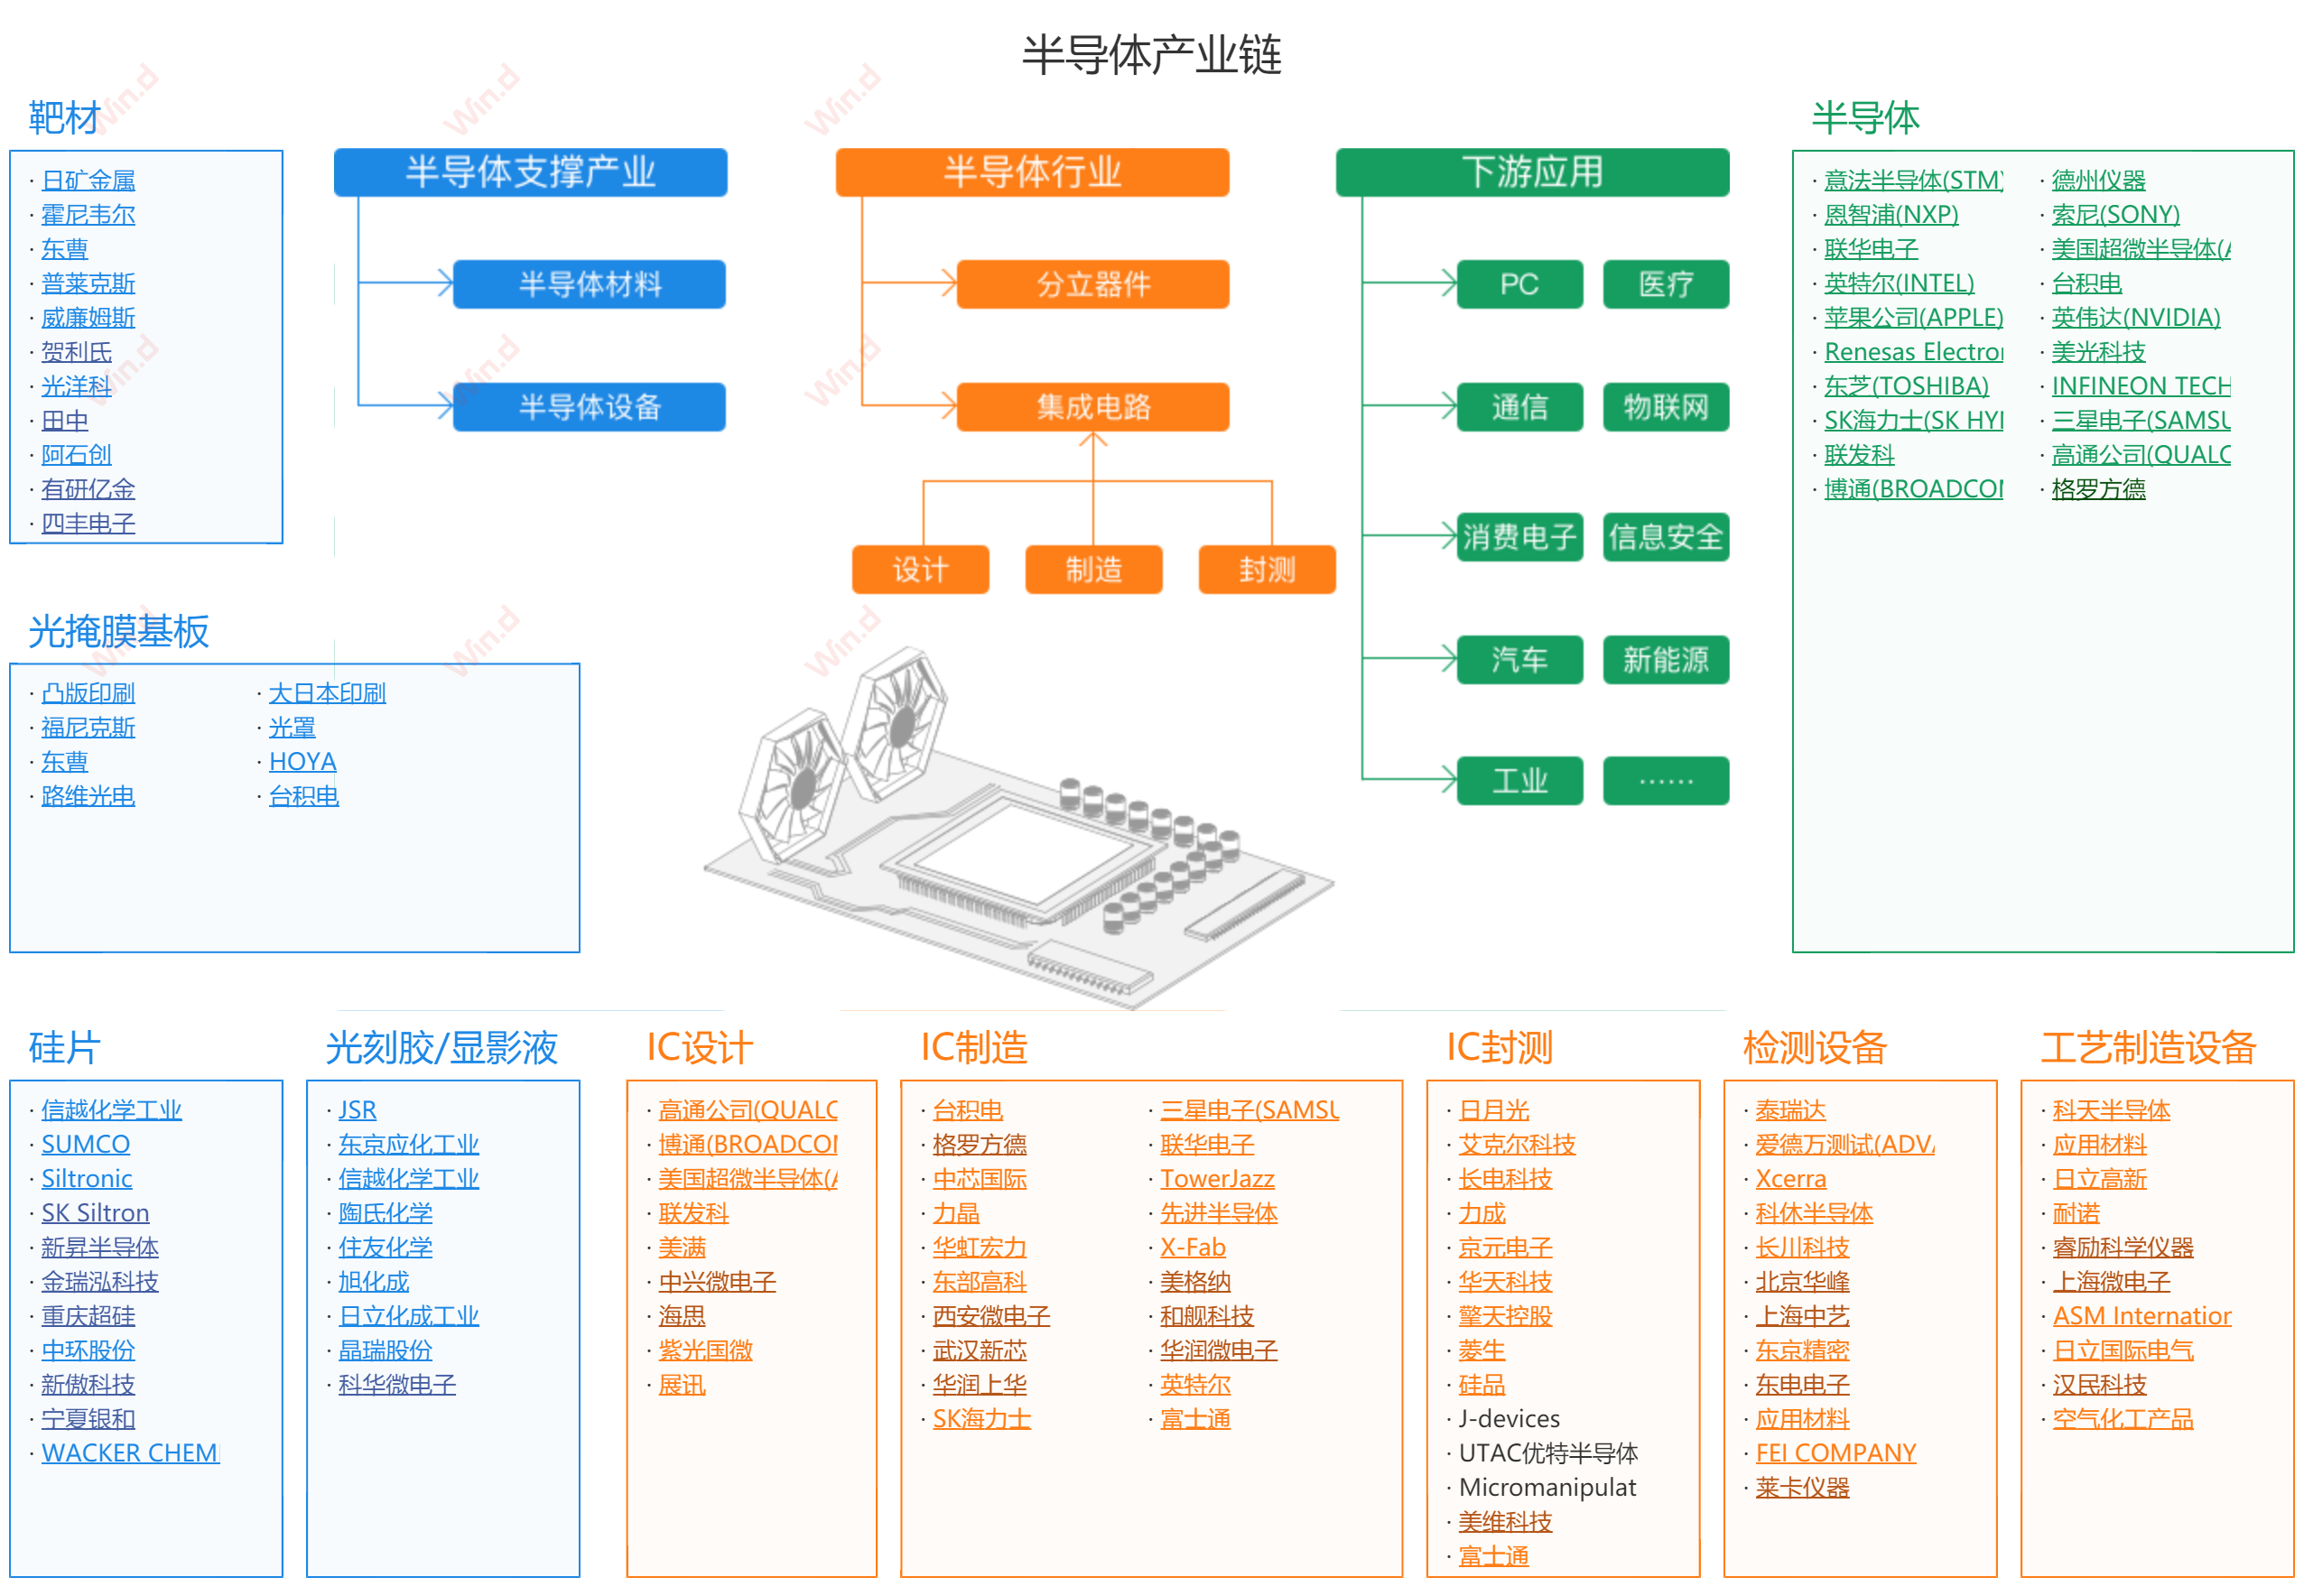 半导体产业链
靶材
· 日矿金属
· 霍尼韦尔
· 东曹
· 普莱克斯
· 威廉姆斯
· 贺利氏
· 光洋科
· 田中
· 阿石创
· 有研亿金
· 四丰电子
半导体支撑产业
半导体材料
半导体设备
半导体行业
分立器件
集成电路
设计
制造
封测
下游应用
PC
医疗
通信
物联网
消费电子
信息安全
汽车
新能源
工业
……
半导体
· 意法半导体(STM)
· 德州仪器
· 恩智浦(NXP)
· 索尼(SONY)
· 联华电子
· 美国超微半导体(A
· 英特尔(INTEL)
· 台积电
· 苹果公司(APPLE)
· 英伟达(NVIDIA)
· Renesas Electron
· 美光科技
· 东芝(TOSHIBA)
· INFINEON TECH
· SK海力士(SK HYN
· 三星电子(SAMSU
· 联发科
· 高通公司(QUALC
· 博通(BROADCOM
· 格罗方德
光掩膜基板
· 凸版印刷
· 大日本印刷
· 福尼克斯
· 光罩
· 东曹
· HOYA
· 路维光电
· 台积电
硅片
· 信越化学工业
· SUMCO
· Siltronic
· SK Siltron
· 新昇半导体
· 金瑞泓科技
· 重庆超硅
· 中环股份
· 新傲科技
· 宁夏银和
· WACKER CHEM
光刻胶/显影液
· JSR
· 东京应化工业
· 信越化学工业
· 陶氏化学
· 住友化学
· 旭化成
· 日立化成工业
· 晶瑞股份
· 科华微电子
IC设计
· 高通公司(QUALC
· 博通(BROADCOM
· 美国超微半导体(A
· 联发科
· 美满
· 中兴微电子
· 海思
· 紫光国微
· 展讯
IC制造
· 台积电
· 三星电子(SAMSU
· 格罗方德
· 联华电子
· 中芯国际
· TowerJazz
· 力晶
· 先进半导体
· 华虹宏力
· X-Fab
· 东部高科
· 美格纳
· 西安微电子
· 和舰科技
· 武汉新芯
· 华润微电子
· 华润上华
· 英特尔
· SK海力士
· 富士通
IC封测
· 日月光
· 艾克尔科技
· 长电科技
· 力成
· 京元电子
· 华天科技
· 擎天控股
· 菱生
· 硅品
· J-devices
· UTAC优特半导体
· Micromanipulat
· 美维科技
· 富士通
检测设备
· 泰瑞达
· 爱德万测试(ADVA
· Xcerra
· 科休半导体
· 长川科技
· 北京华峰
· 上海中艺
· 东京精密
· 东电电子
· 应用材料
· FEI COMPANY
· 莱卡仪器
工艺制造设备
· 科天半导体
· 应用材料
· 日立高新
· 耐诺
· 睿励科学仪器
· 上海微电子
· ASM Internation
· 日立国际电气
· 汉民科技
· 空气化工产品
Win.d
Win.d
Win.d
Win.d
Win.d
Win.d
Win.d
Win.d
Win.d